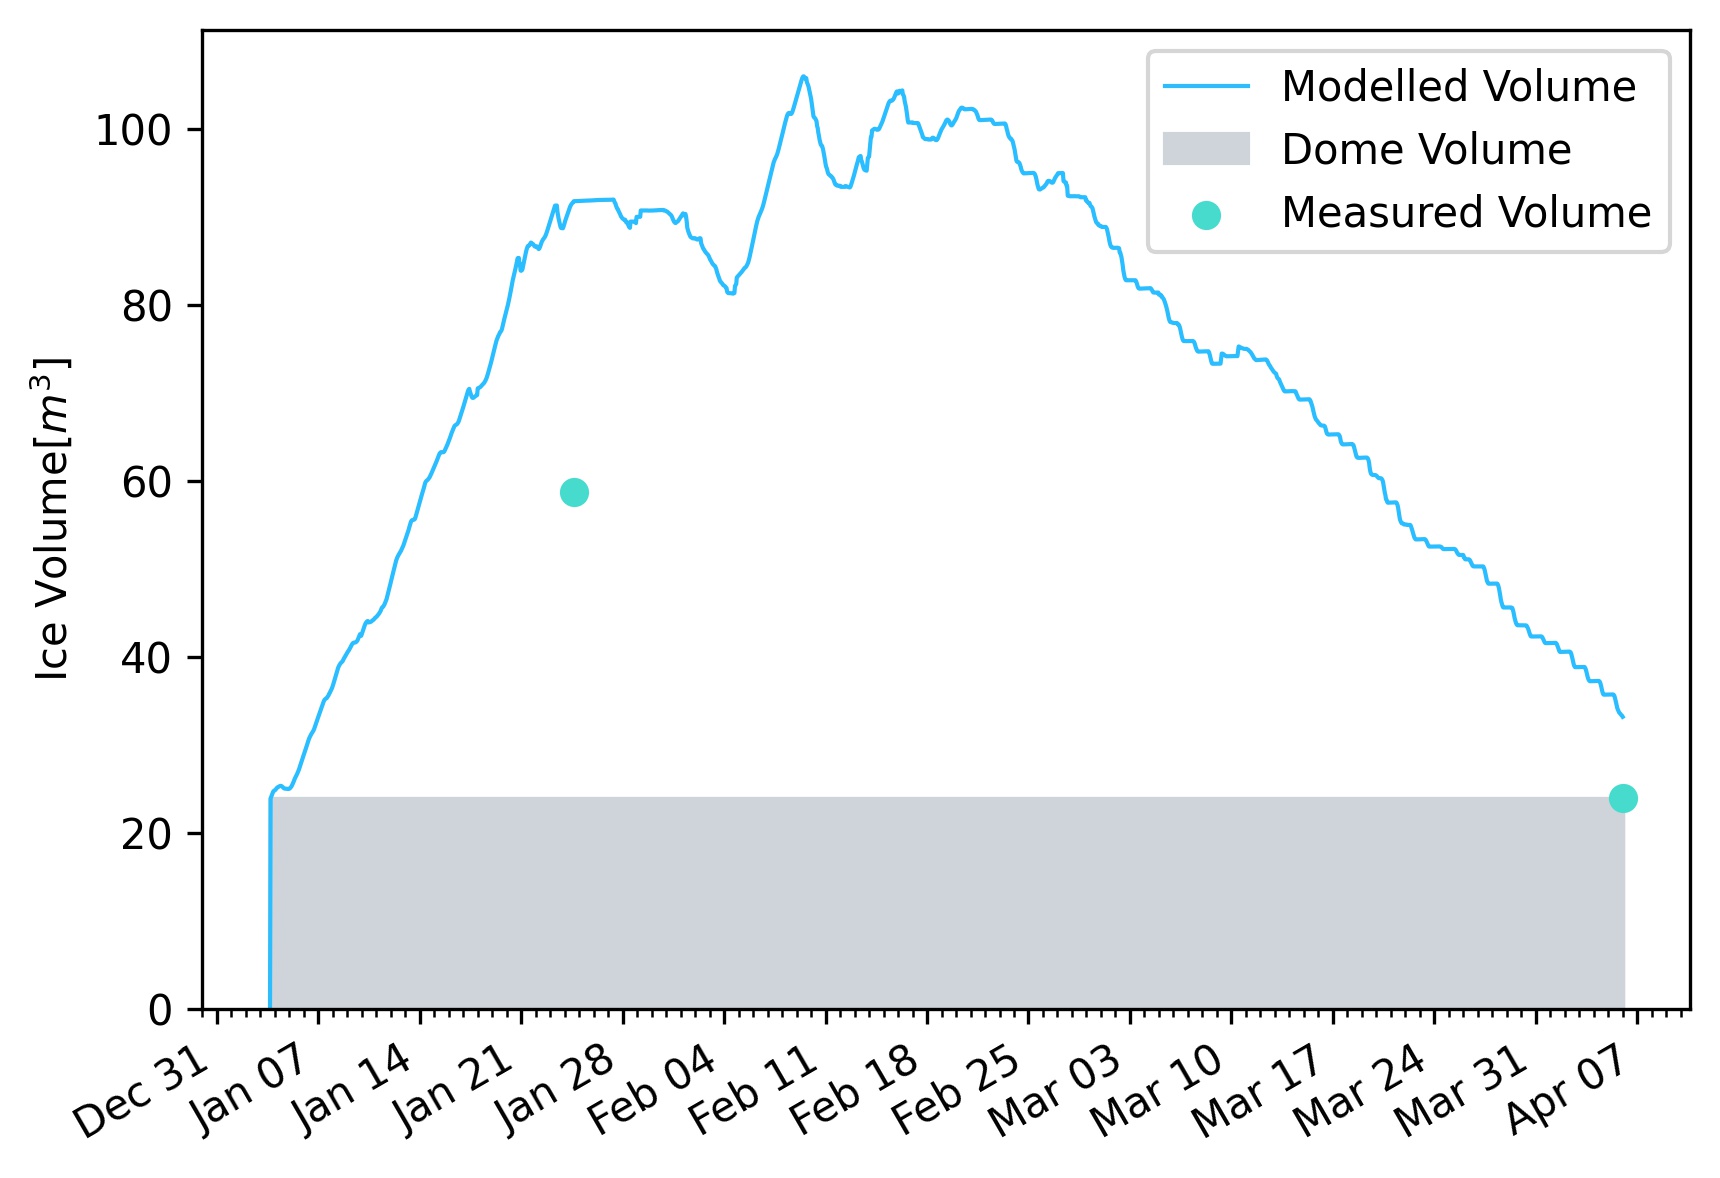 Modelled Volume
Dome Volume
Measured Volume
Ice Volume[m³]
100
80
60
40
20
0
Dec 31
Jan 07
Jan 14
Jan 21
Jan 28
Feb 04
Feb 11
Feb 18
Feb 25
Mar 03
Mar 10
Mar 17
Mar 24
Mar 31
Apr 07